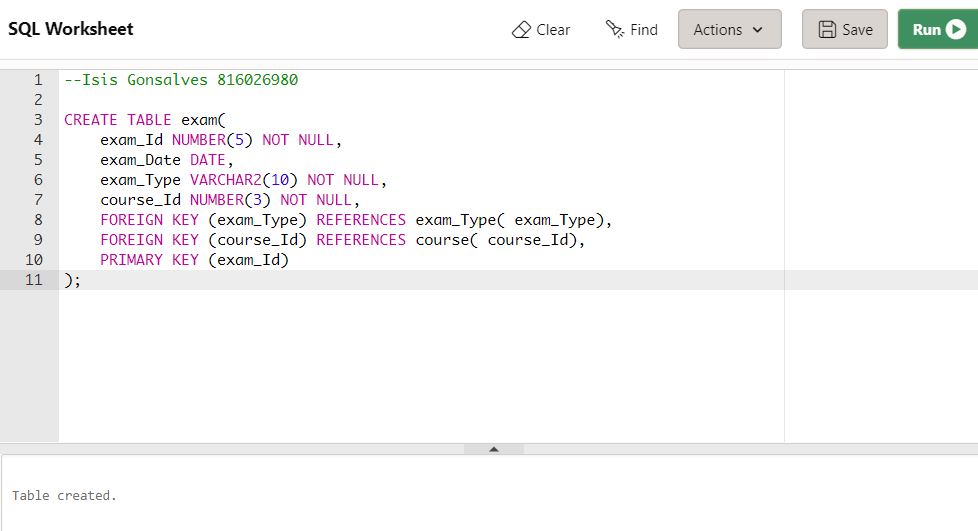 SQL Worksheet Clear Find Actions Save Run
1 --Isis Gonsalves 816026980
2
3 CREATE TABLE exam(
4 exam_Id NUMBER(5) NOT NULL,
5 exam_Date DATE,
6 exam_Type VARCHAR2(10) NOT NULL,
7 course_Id NUMBER(3) NOT NULL,
8 FOREIGN KEY (exam_Type) REFERENCES exam_Type( exam_Type),
9 FOREIGN KEY (course_Id) REFERENCES course( course_Id),
10 PRIMARY KEY (exam_Id)
11 );
Table created.